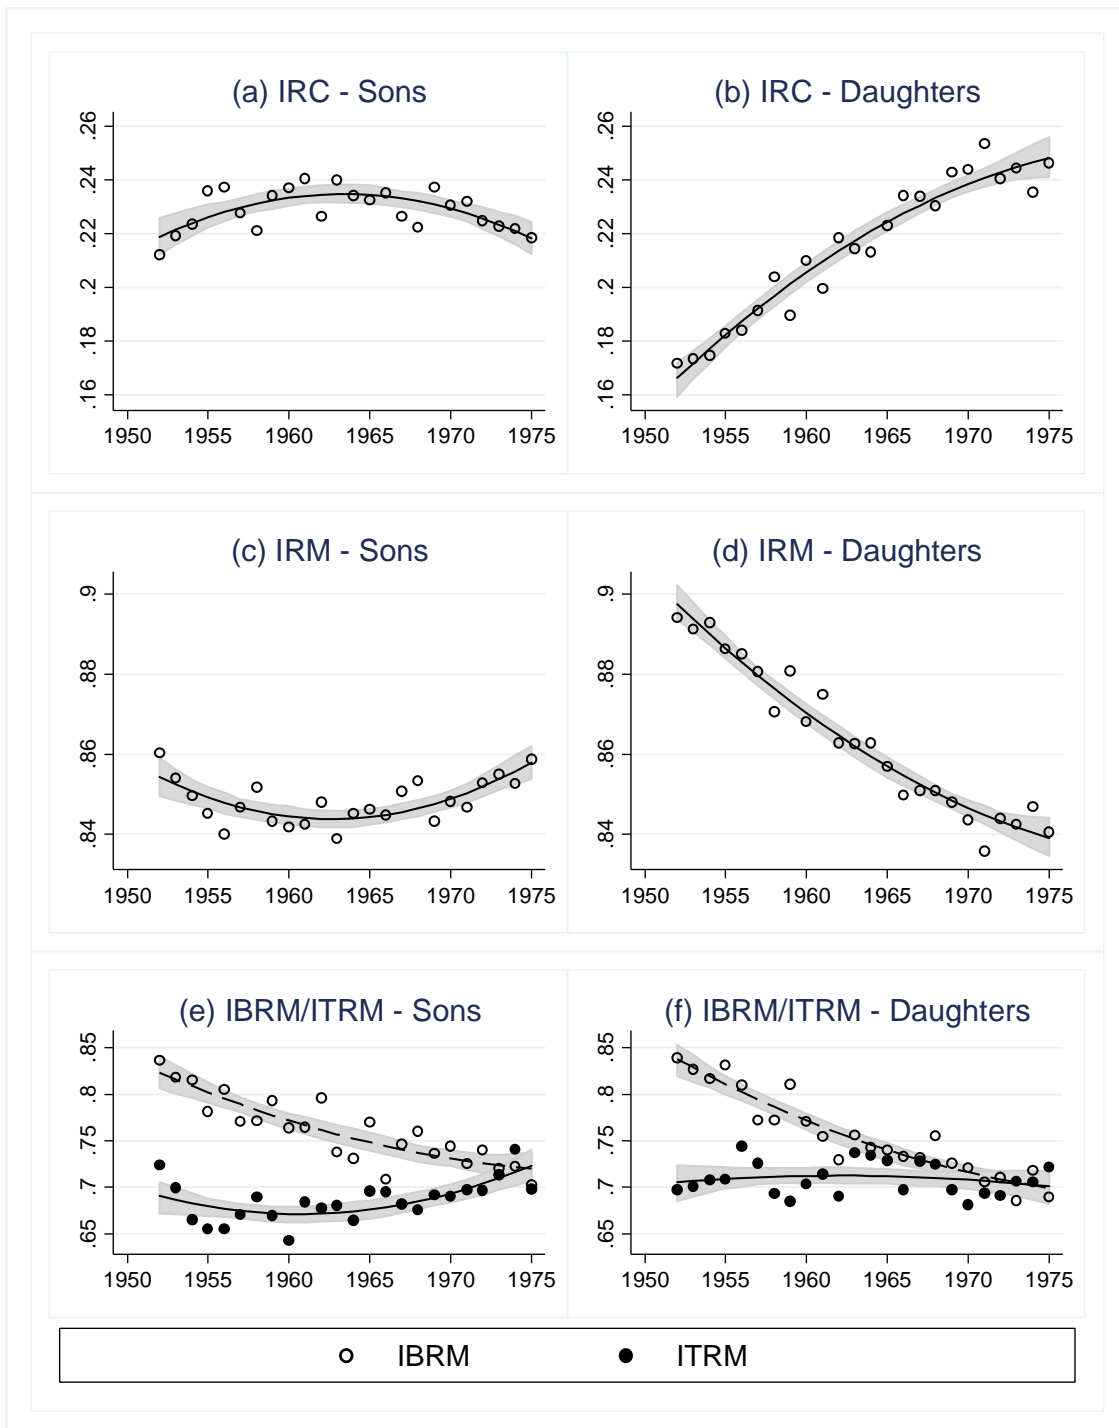 (a) IRC - Sons
.26
.24
.22
.2
.18
.16
1950 1955 1960 1965 1970 1975
(b) IRC - Daughters
.26
.24
.22
.2
.18
.16
1950 1955 1960 1965 1970 1975
(c) IRM - Sons
.9
.88
.86
.84
1950 1955 1960 1965 1970 1975
(d) IRM - Daughters
.9
.88
.86
.84
1950 1955 1960 1965 1970 1975
(e) IBRM/ITRM - Sons
.85
.8
.75
.7
.65
1950 1955 1960 1965 1970 1975
(f) IBRM/ITRM - Daughters
.85
.8
.75
.7
.65
1950 1955 1960 1965 1970 1975
IBRM ITRM